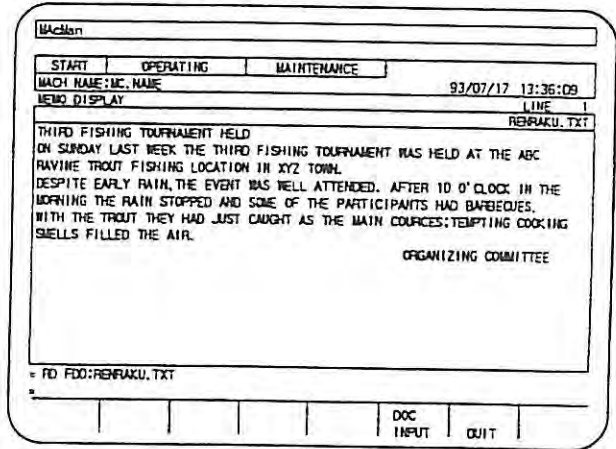 MAcMan
START OPERATING MAINTENANCE
MACH NAME:MC.NAME 93/07/17 13:36:09
MEMO DISPLAY LINE 1
RENRAKU.TXT
THIRD FISHING TOURNAMENT HELD
ON SUNDAY LAST WEEK THE THIRD FISHING TOURNAMENT WAS HELD AT THE ABC
RAVINE TROUT FISHING LOCATION IN XYZ TOWN.
DESPITE EARLY RAIN, THE EVENT WAS WELL ATTENDED. AFTER 10 O'CLOCK IN THE
MORNING THE RAIN STOPPED AND SOME OF THE PARTICIPANTS HAD BARBECUES,
WITH THE TROUT THEY HAD JUST CAUGHT AS THE MAIN COURCES:TEMPTING COOKING
SMELLS FILLED THE AIR.
ORGANIZING COMMITTEE
= RD FD0:RENRAKU.TXT
=
DOC
INPUT QUIT